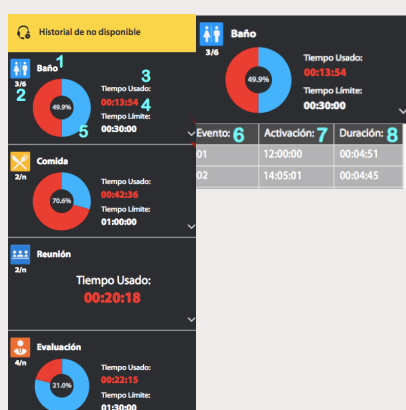 Historial de no disponible
Baño 1
3/6
2
3
Tiempo Usado:
00:13:54 4
49.9%
Tiempo Límite:
5 00:30:00
Comida
2/n
Tiempo Usado:
00:42:36
70.6%
Tiempo Límite:
01:00:00
Reunión
2/n
Tiempo Usado:
00:20:18
Evaluación
4/n
Tiempo Usado:
00:22:15
21.0%
Tiempo Límite:
01:30:00
Baño
3/6
Tiempo Usado:
00:13:54
49.9%
Tiempo Límite:
00:30:00
Evento: 6 Activación: 7 Duración: 8
01 12:00:00 00:04:51
02 14:05:01 00:04:45